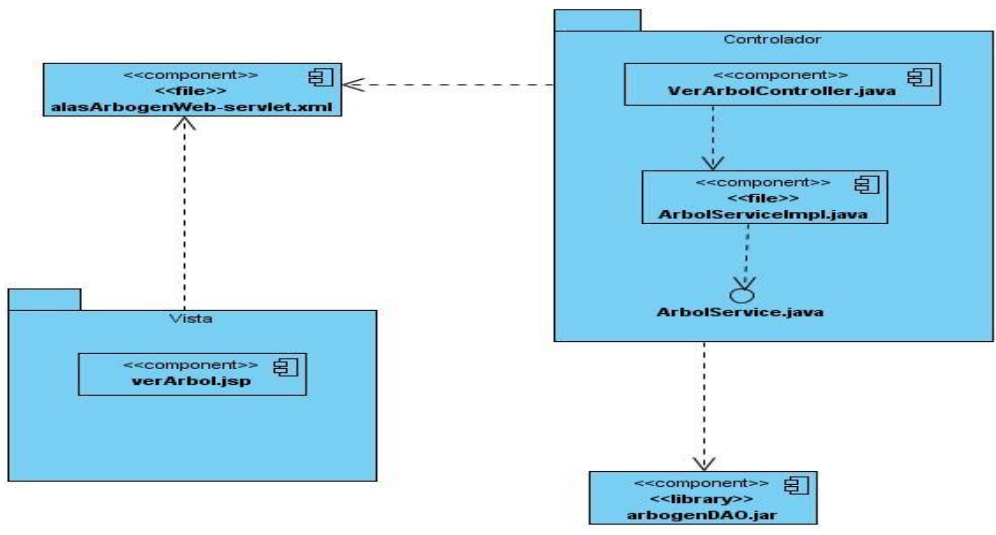 <<component>>
<<file>>
alasArbogenWeb-servlet.xml
Controlador
<<component>>
VerArbolController.java
<<component>>
<<file>>
ArbolServiceImpl.java
ArbolService.java
Vista
<<component>>
verArbol.jsp
<<component>>
<<library>>
arbogenDAO.jar